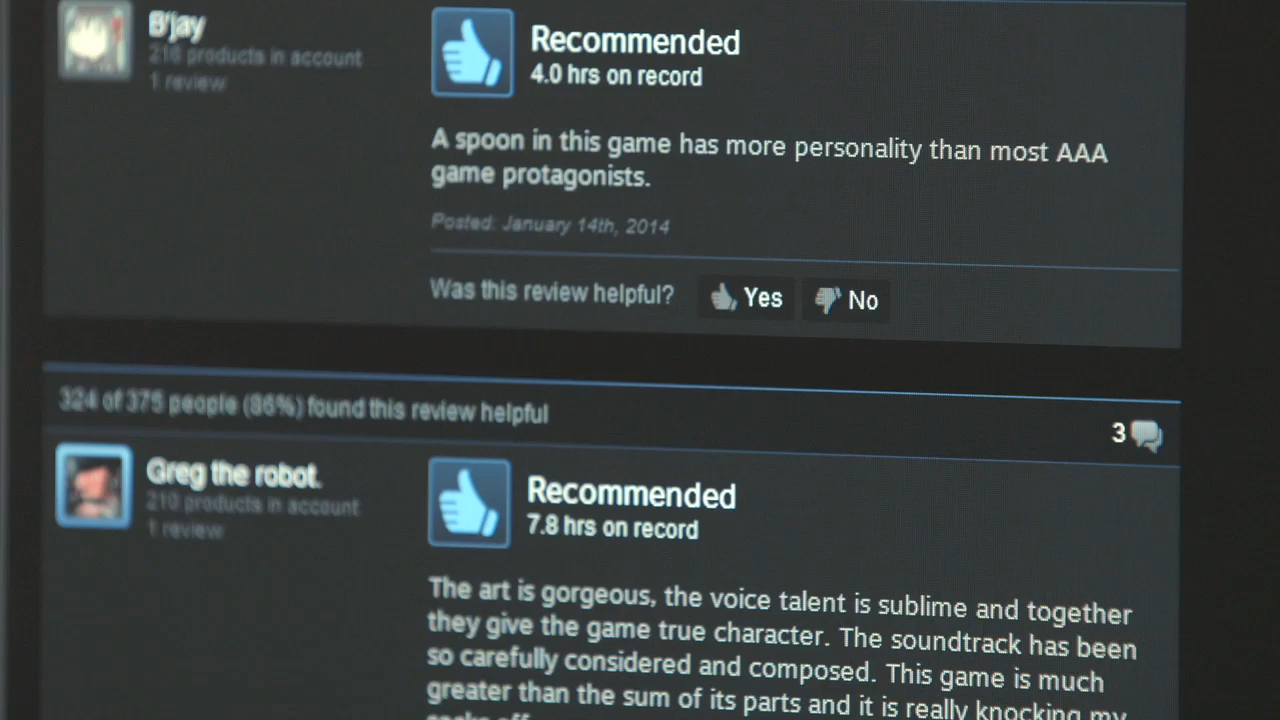 B'jay
216 products in account
1 review
Recommended
4.0 hrs on record
A spoon in this game has more personality than most AAA
game protagonists.
Posted: January 14th, 2014
Was this review helpful?
Yes
No
324 of 375 people (86%) found this review helpful
3
Greg the robot.
210 products in account
1 review
Recommended
7.8 hrs on record
The art is gorgeous, the voice talent is sublime and together
they give the game true character. The soundtrack has been
so carefully considered and composed. This game is much
greater than the sum of its parts and it is really knocking my